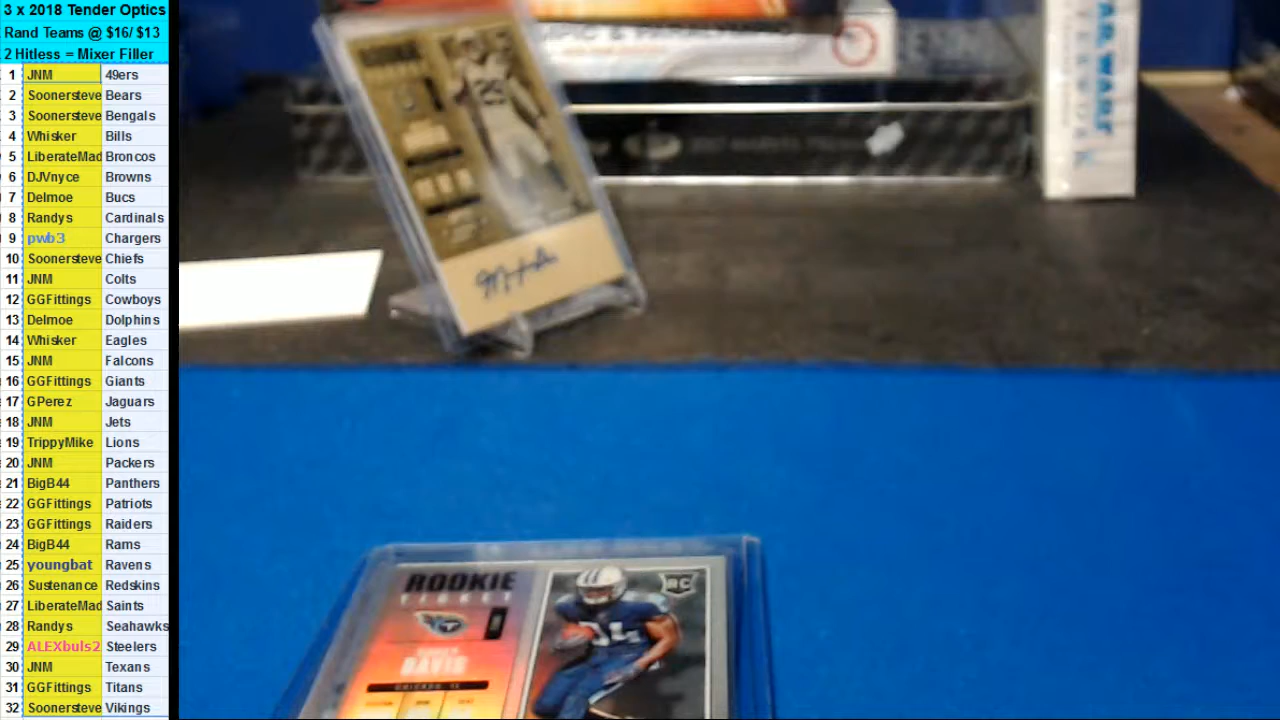 3 x 2018 Tender Optics
Rand Teams @ $16/ $13
2 Hitless = Mixer Filler
1 JNM 49ers
2 Soonersteve Bears
3 Soonersteve Bengals
4 Whisker Bills
5 LiberateMad Broncos
6 DJVnyce Browns
7 Delmoe Bucs
8 Randys Cardinals
9 pwb3 Chargers
10 Soonersteve Chiefs
11 JNM Colts
12 GGFittings Cowboys
13 Delmoe Dolphins
14 Whisker Eagles
15 JNM Falcons
16 GGFittings Giants
17 GPerez Jaguars
18 JNM Jets
19 TrippyMike Lions
20 JNM Packers
21 BigB44 Panthers
22 GGFittings Patriots
23 GGFittings Raiders
24 BigB44 Rams
25 youngbat Ravens
26 Sustenance Redskins
27 LiberateMad Saints
28 Randys Seahawks
29 ALEXbuls2 Steelers
30 JNM Texans
31 GGFittings Titans
32 Soonersteve Vikings
ROOKIE
TICKET
RC
DAVIS